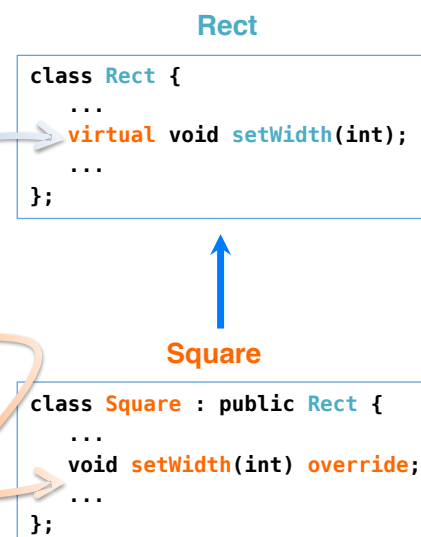 Rect
class Rect {
...
virtual void setWidth(int);
...
};
Square
class Square : public Rect {
...
void setWidth(int) override;
...
};